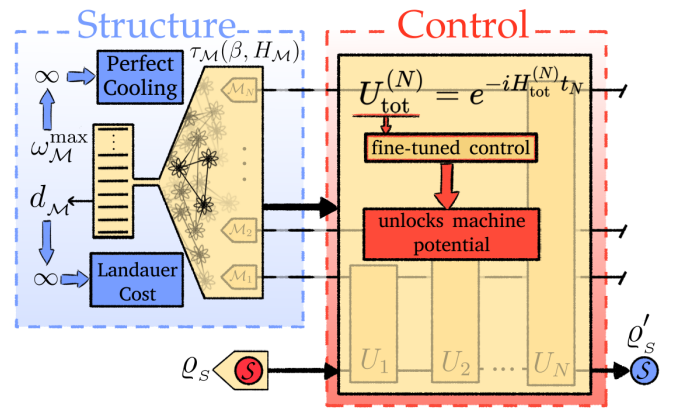 Structure
Control
∞
Perfect
Cooling
τ_ℳ(β, H_ℳ)
ω_ℳ^max
d_ℳ
∞
Landauer
Cost
ℳ_N
ℳ_2
ℳ_1
U_tot^(N) = e^{-iH_tot^(N) t_N}
fine-tuned control
unlocks machine
potential
U_1
U_2
U_N
ϱ_S
S
ϱ'_S
S